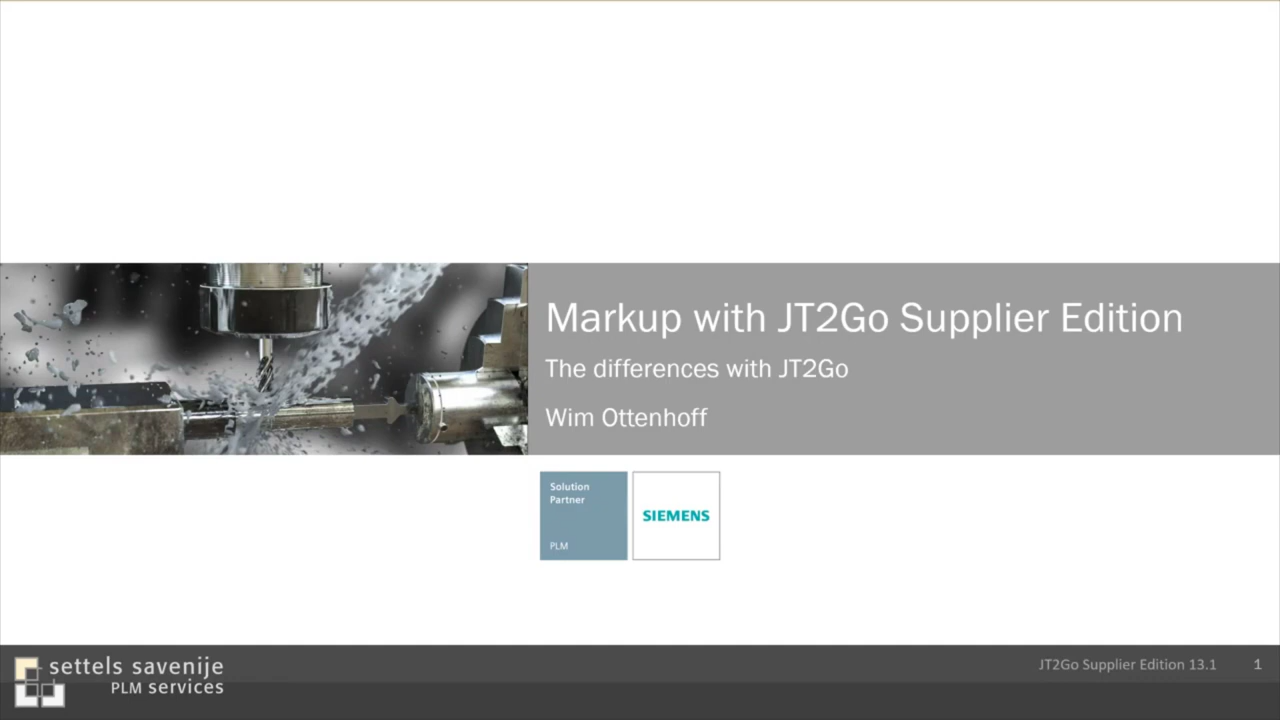 Markup with JT2Go Supplier Edition
The differences with JT2Go
Wim Ottenhoff
Solution
Partner
PLM
SIEMENS
settels savenije
PLM services
JT2Go Supplier Edition 13.1
1